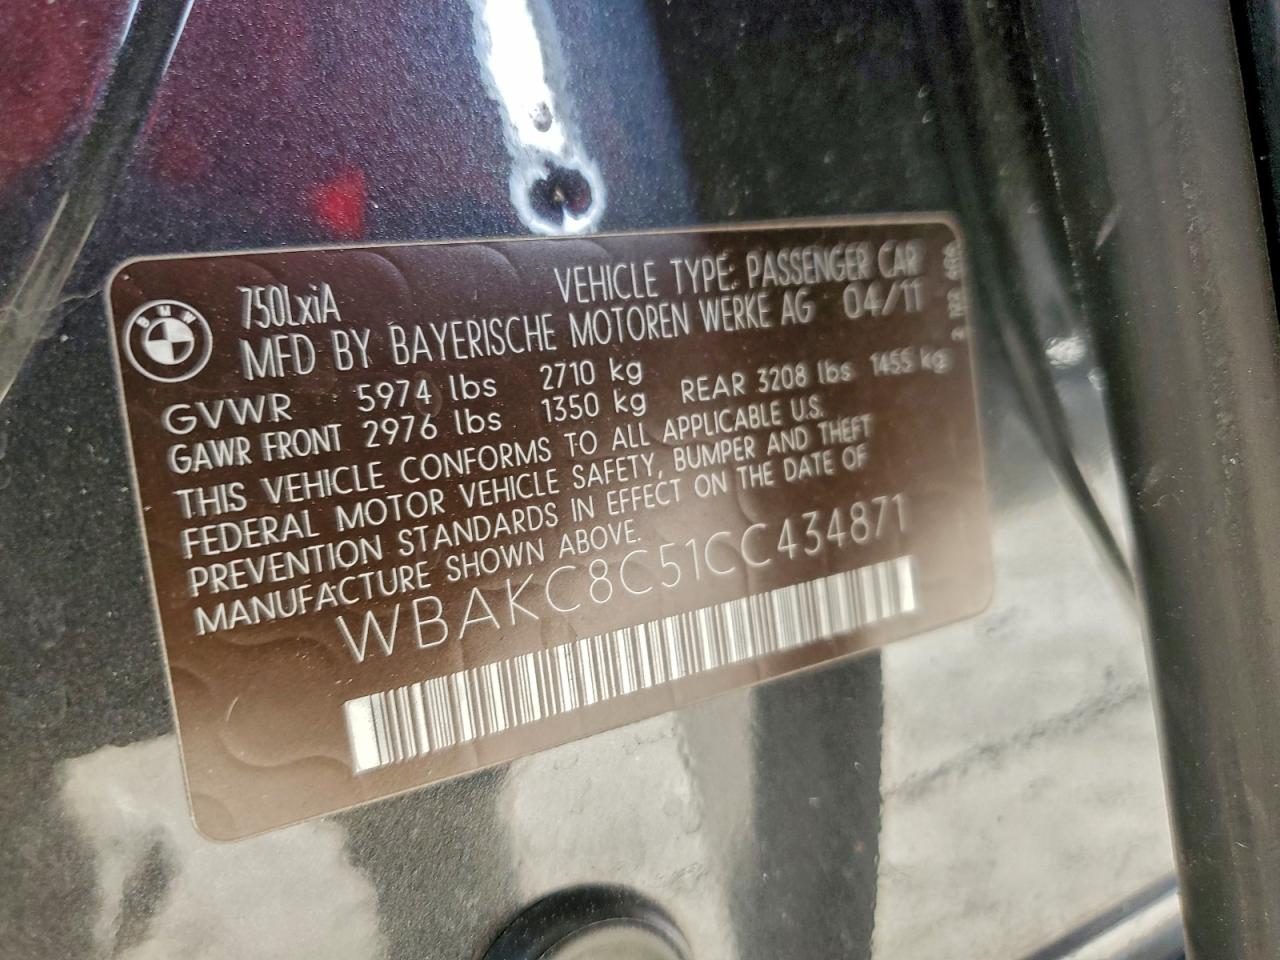 BMW
750LxiA
VEHICLE TYPE: PASSENGER CAR
MFD BY BAYERISCHE MOTOREN WERKE AG 04/11
GVWR 5974 lbs 2710 kg
GAWR FRONT 2976 lbs 1350 kg REAR 3208 lbs 1455 kg
THIS VEHICLE CONFORMS TO ALL APPLICABLE U.S.
FEDERAL MOTOR VEHICLE SAFETY, BUMPER AND THEFT
PREVENTION STANDARDS IN EFFECT ON THE DATE OF
MANUFACTURE SHOWN ABOVE.
WBAKC8C51CC434871